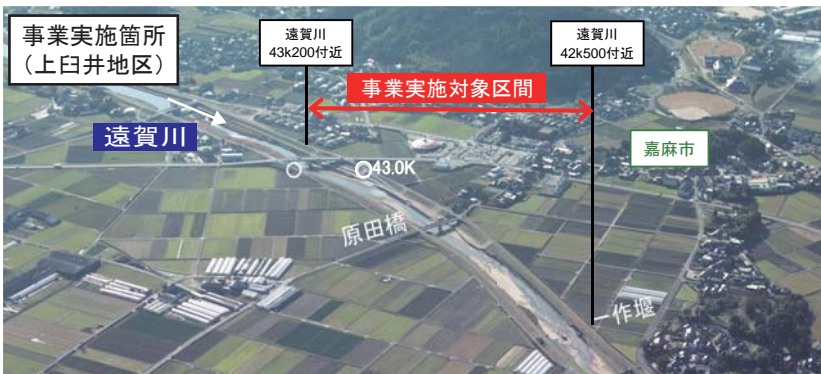 事業実施箇所
（上臼井地区）
遠賀川
43k200付近
遠賀川
42k500付近
事業実施対象区間
遠賀川
嘉麻市
43.0K
原田橋
一作堰